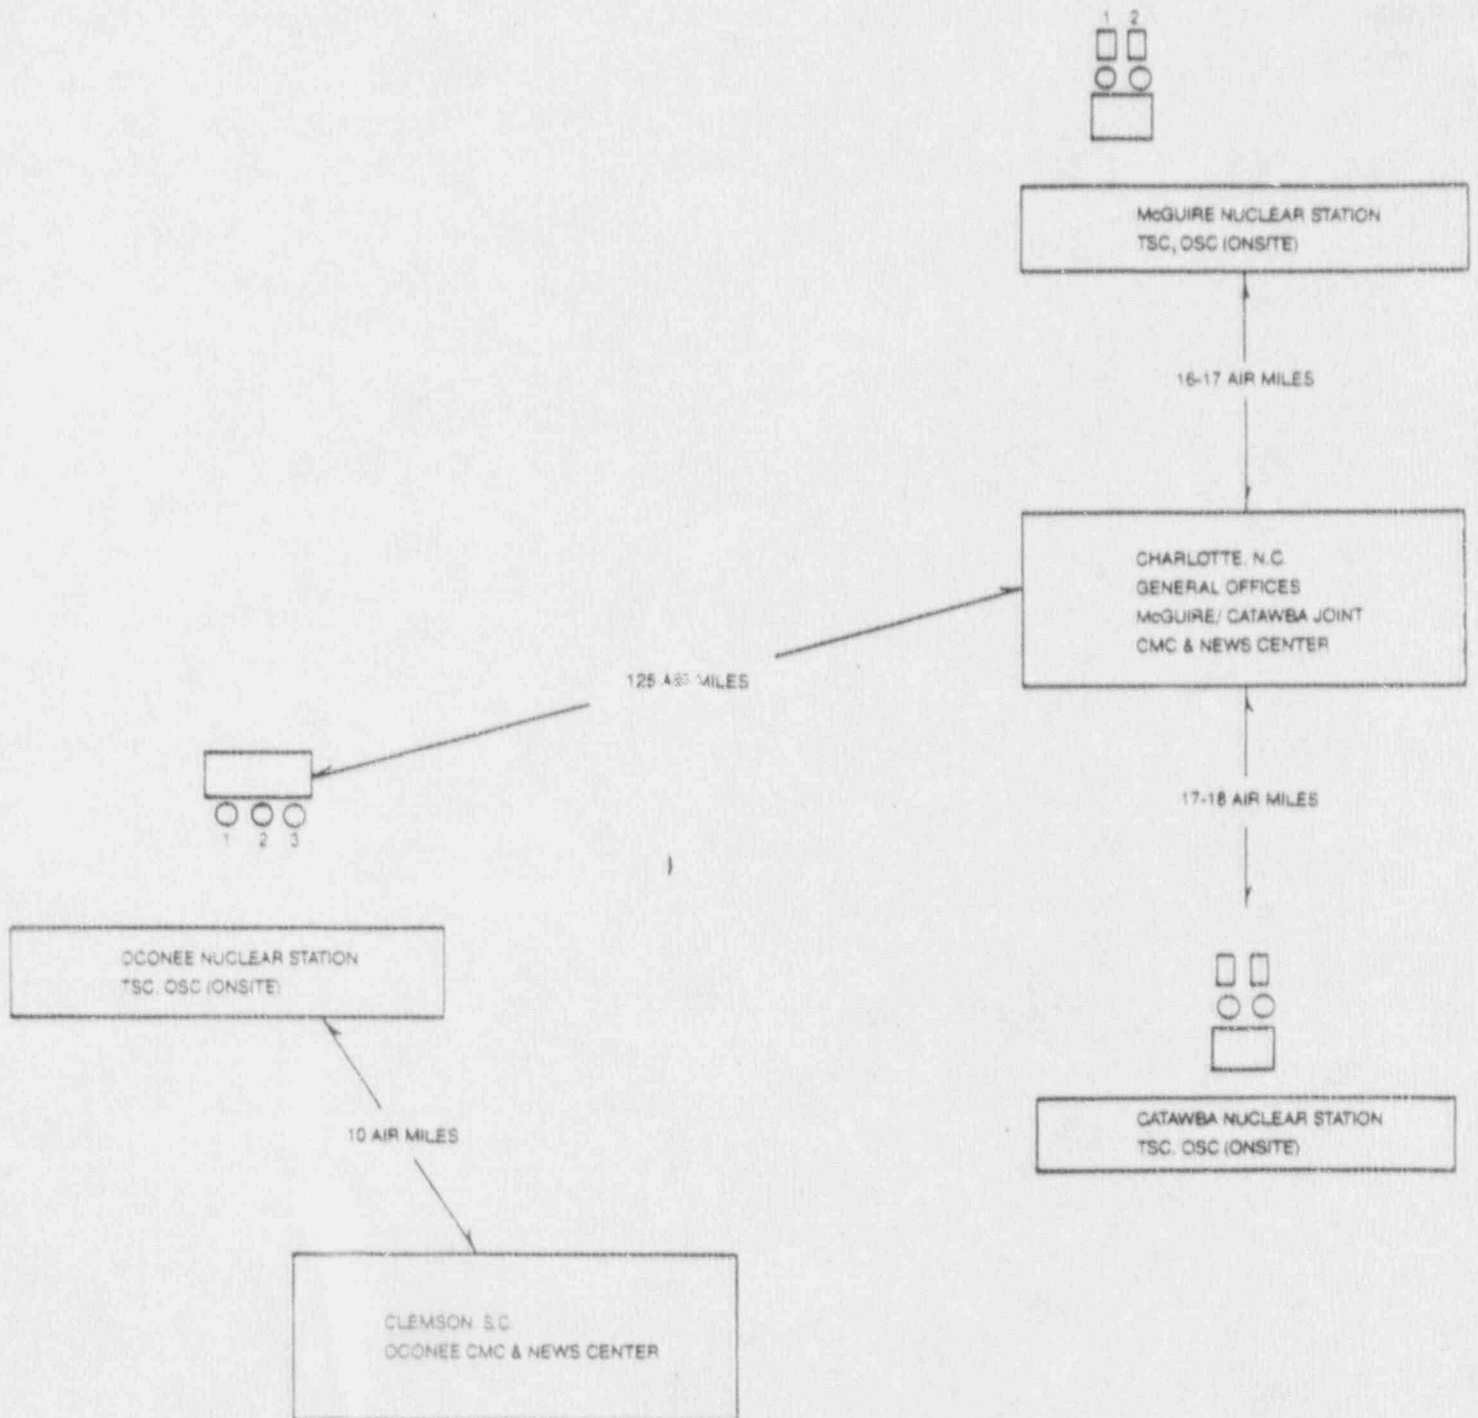 1 2
McGUIRE NUCLEAR STATION
TSC, OSC (ONSITE)
16-17 AIR MILES
CHARLOTTE, N.C.
GENERAL OFFICES
McGUIRE/ CATAWBA JOINT
CMC & NEWS CENTER
125 MILES
1 2 3
17-18 AIR MILES
OCONEE NUCLEAR STATION
TSC. OSC (ONSITE)
10 AIR MILES
CATAWBA NUCLEAR STATION
TSC. OSC (ONSITE)
CLEMSON, S.C.
OCONEE CMC & NEWS CENTER